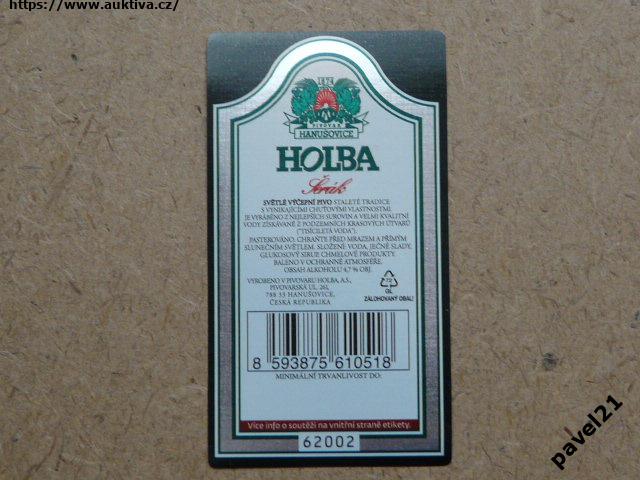 https://www.auktiva.cz/
1874
PIVOVAR
HANUŠOVICE
HOLBA
Šerák
SVĚTLÉ VÝČEPNÍ PIVO STALETÉ TRADICE
S VYNIKAJÍCÍMI CHUŤOVÝMI VLASTNOSTMI.
JE VYRÁBĚNO Z NEJLEPŠÍCH SUROVIN A VELMI KVALITNÍ
VODY ZÍSKÁVANÉ Z PODZEMNÍCH KRASOVÝCH ÚTVARŮ
("TISÍCILETÁ VODA").
PASTEROVÁNO: CHRAŇTE PŘED MRAZEM A PŘÍMÝM
SLUNEČNÍM SVĚTLEM. SLOŽENÍ: VODA, JEČNÉ SLADY,
GLUKOSOVÝ SIRUP, CHMELOVÉ PRODUKTY.
BALENO V OCHRANNÉ ATMOSFÉŘE.
OBSAH ALKOHOLU 4,7 % OBJ.
VYROBENO V PIVOVARU HOLBA, A.S.,
PIVOVARSKÁ UL. 261,
788 33 HANUŠOVICE,
ČESKÁ REPUBLIKA
GL
ZÁLOHOVANÝ OBAL!
8 593875 610518
MINIMÁLNÍ TRVANLIVOST DO:
Více info o soutěži na vnitřní straně etikety.
62002
pavel21